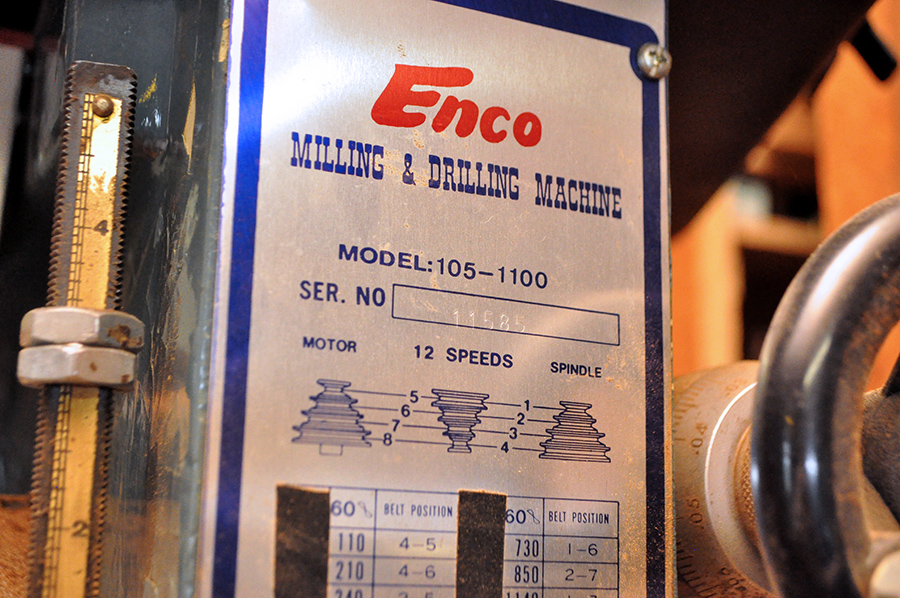 Enco
MILLING & DRILLING MACHINE
MODEL:105-1100
SER. NO 11585
MOTOR 12 SPEEDS SPINDLE
5 1
6 2
7 3
8 4
60~ BELT POSITION 60~ BELT POSITION
110 4-5 730 1-6
210 4-6 850 2-7
4
2